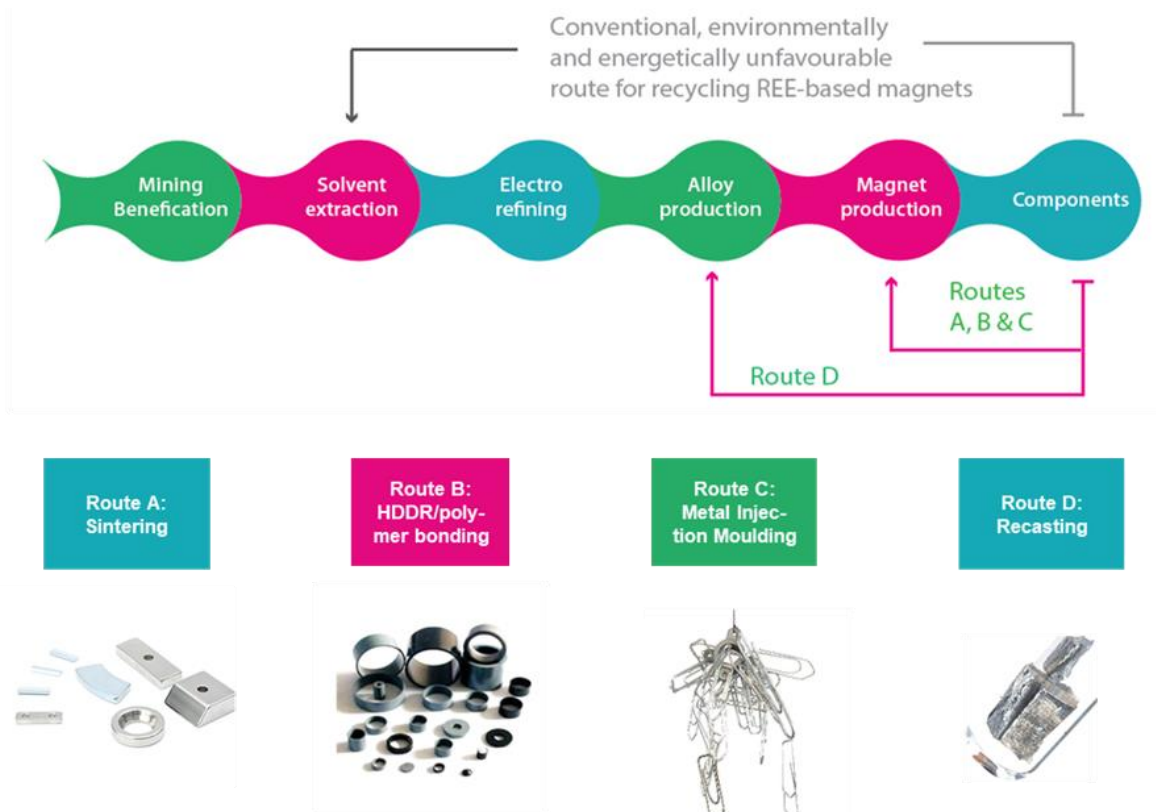 Conventional, environmentally
and energetically unfavourable
route for recycling REE-based magnets
Mining
Benefication
Solvent
extraction
Electro
refining
Alloy
production
Magnet
production
Components
Routes
A, B & C
Route D
Route A:
Sintering
Route B:
HDDR/poly-
mer bonding
Route C:
Metal Injec-
tion Moulding
Route D:
Recasting